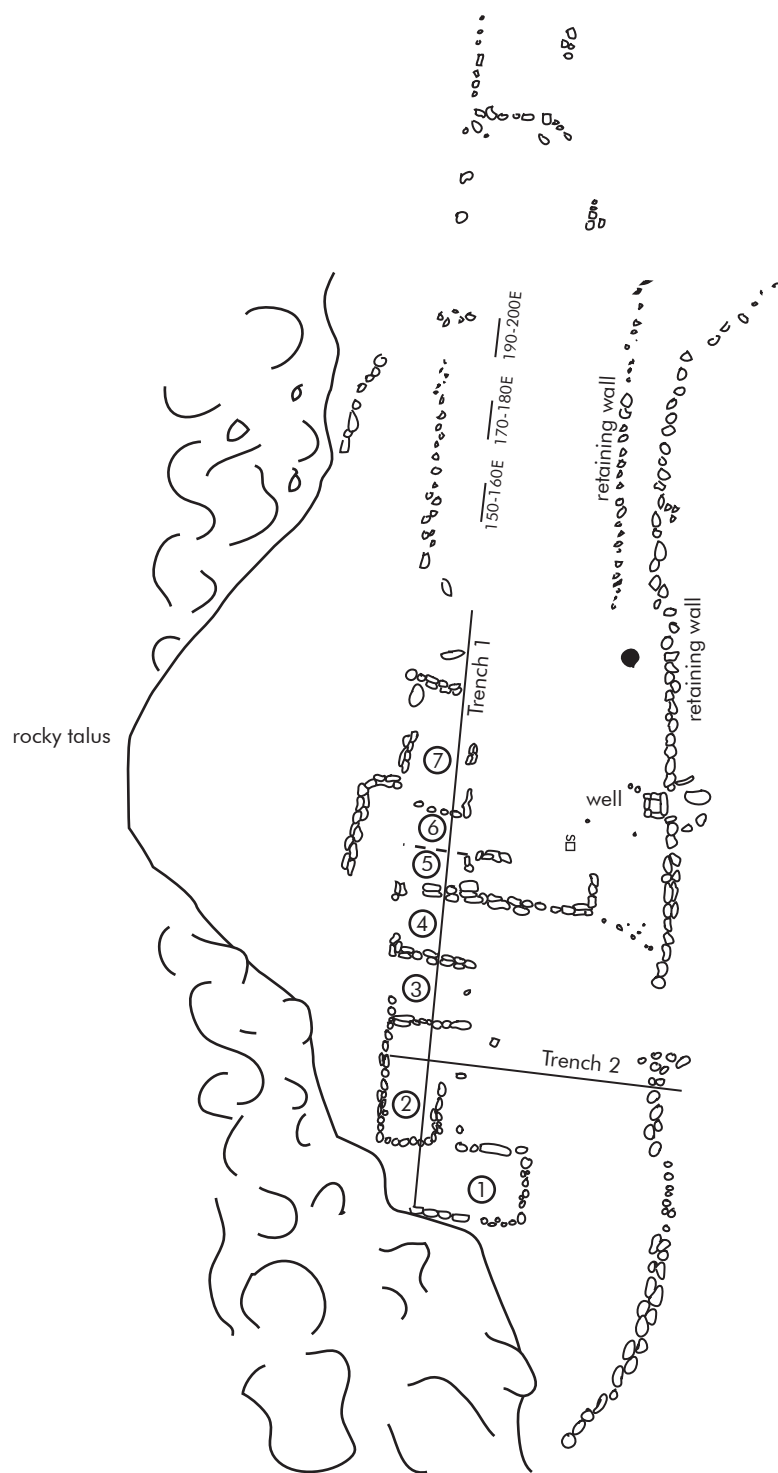 190-200E
170-180E
150-160E
retaining wall
retaining wall
Trench 1
rocky talus
7
well
6
S
5
4
3
Trench 2
2
1